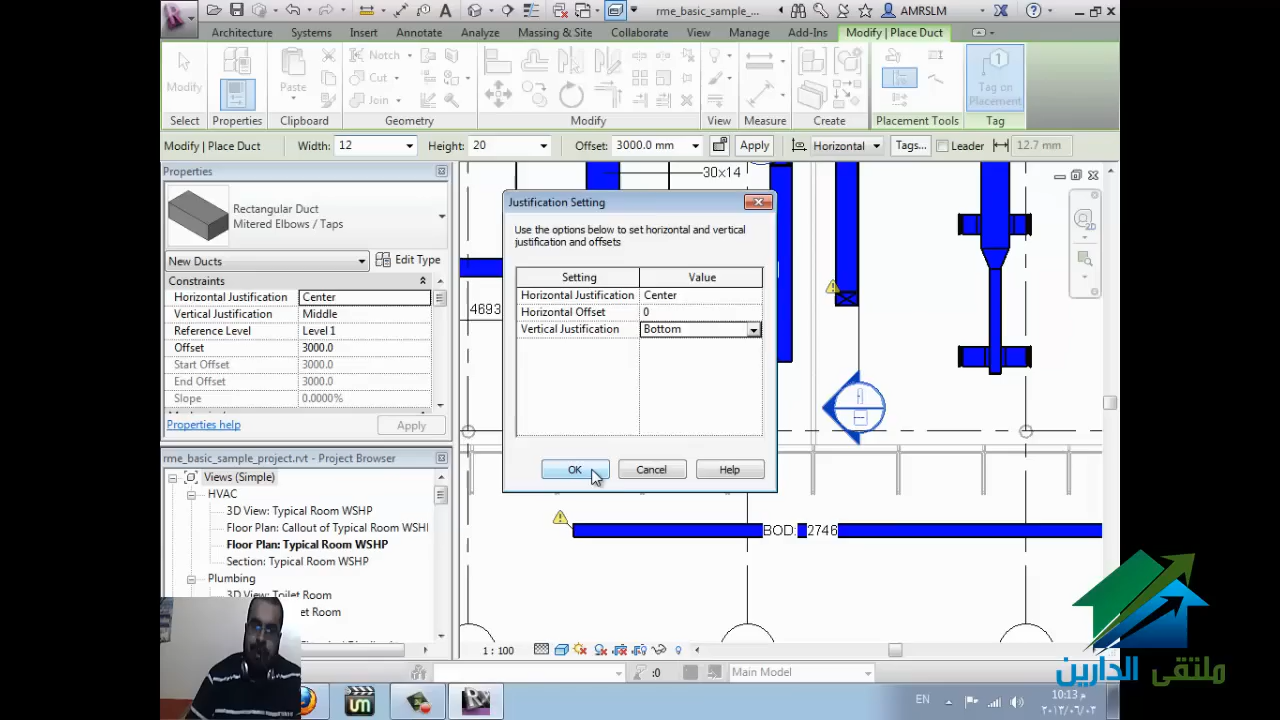 rme_basic_sample_...
AMRSLM
Architecture Systems Insert Annotate Analyze Massing & Site Collaborate View Manage Add-Ins Modify | Place Duct
Modify
Paste
Notch
Cut
Join
Tag on
Placement
Select Properties Clipboard Geometry Modify View Measure Create Placement Tools Tag
Modify | Place Duct Width: 12 Height: 20 Offset: 3000.0 mm Apply Horizontal Tags... Leader 12.7 mm
Properties
Rectangular Duct
Mitered Elbows / Taps
New Ducts Edit Type
Constraints
Horizontal Justification Center
Vertical Justification Middle
Reference Level Level 1
Offset 3000.0
Start Offset 3000.0
End Offset 3000.0
Slope 0.0000%
Properties help Apply
rme_basic_sample_project.rvt - Project Browser
Views (Simple)
HVAC
3D View: Typical Room WSHP
Floor Plan: Callout of Typical Room WSHI
Floor Plan: Typical Room WSHP
Section: Typical Room WSHP
Plumbing
3D View: Toilet Room
let Room
30x14
4693
Justification Setting
Use the options below to set horizontal and vertical
justification and offsets
Setting Value
Horizontal Justification Center
Horizontal Offset 0
Vertical Justification Bottom
OK Cancel Help
BOD: 2746
1 : 100
:0 Main Model
ملتقى الدارين
EN
م 10:13
٢٠١٣/٠٦/٠٣